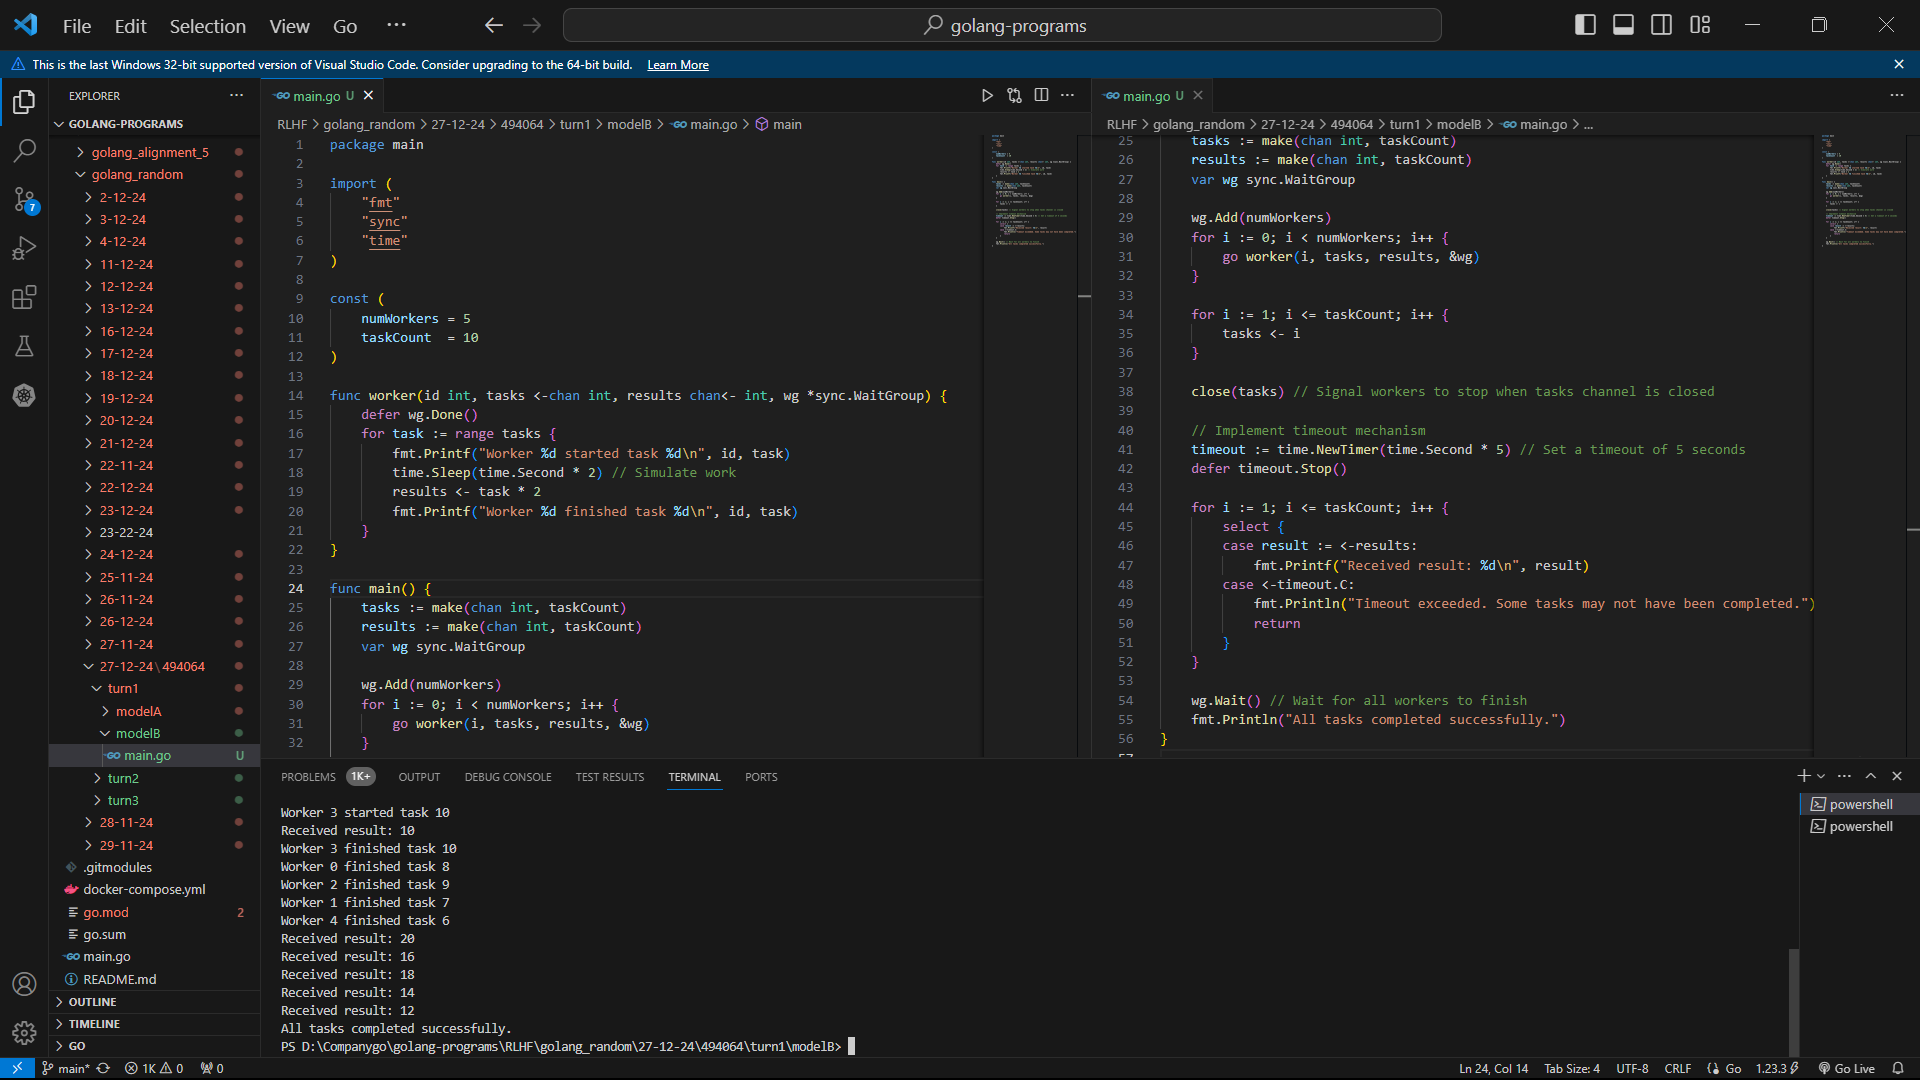 File Edit Selection View Go ···
golang-programs
This is the last Windows 32-bit supported version of Visual Studio Code. Consider upgrading to the 64-bit build. Learn More
EXPLORER
GOLANG-PROGRAMS
golang_alignment_5
golang_random
2-12-24
3-12-24
4-12-24
11-12-24
12-12-24
13-12-24
16-12-24
17-12-24
18-12-24
19-12-24
20-12-24
21-12-24
22-11-24
22-12-24
23-12-24
23-22-24
24-12-24
25-11-24
26-11-24
26-12-24
27-11-24
27-12-24\494064
turn1
modelA
modelB
main.go U
turn2
turn3
28-11-24
29-11-24
.gitmodules
docker-compose.yml
go.mod 2
go.sum
main.go
README.md
OUTLINE
TIMELINE
GO
7
main.go U
RLHF > golang_random > 27-12-24 > 494064 > turn1 > modelB > main.go > main
1 package main
2
3 import (
4 "fmt"
5 "sync"
6 "time"
7 )
8
9 const (
10 numWorkers = 5
11 taskCount  = 10
12 )
13
14 func worker(id int, tasks <-chan int, results chan<- int, wg *sync.WaitGroup) {
15 defer wg.Done()
16 for task := range tasks {
17 fmt.Printf("Worker %d started task %d\n", id, task)
18 time.Sleep(time.Second * 2) // Simulate work
19 results <- task * 2
20 fmt.Printf("Worker %d finished task %d\n", id, task)
21 }
22 }
23
24 func main() {
25 tasks := make(chan int, taskCount)
26 results := make(chan int, taskCount)
27 var wg sync.WaitGroup
28
29 wg.Add(numWorkers)
30 for i := 0; i < numWorkers; i++ {
31 go worker(i, tasks, results, &wg)
32 }
main.go U
RLHF > golang_random > 27-12-24 > 494064 > turn1 > modelB > main.go > ...
25 tasks := make(chan int, taskCount)
26 results := make(chan int, taskCount)
27 var wg sync.WaitGroup
28
29 wg.Add(numWorkers)
30 for i := 0; i < numWorkers; i++ {
31 go worker(i, tasks, results, &wg)
32 }
33
34 for i := 1; i <= taskCount; i++ {
35 tasks <- i
36 }
37
38 close(tasks) // Signal workers to stop when tasks channel is closed
39
40 // Implement timeout mechanism
41 timeout := time.NewTimer(time.Second * 5) // Set a timeout of 5 seconds
42 defer timeout.Stop()
43
44 for i := 1; i <= taskCount; i++ {
45 select {
46 case result := <-results:
47 fmt.Printf("Received result: %d\n", result)
48 case <-timeout.C:
49 fmt.Println("Timeout exceeded. Some tasks may not have been completed.")
50 return
51 }
52 }
53
54 wg.Wait() // Wait for all workers to finish
55 fmt.Println("All tasks completed successfully.")
56 }
57
PROBLEMS 1K+ OUTPUT DEBUG CONSOLE TEST RESULTS TERMINAL PORTS
Worker 3 started task 10
Received result: 10
Worker 3 finished task 10
Worker 0 finished task 8
Worker 2 finished task 9
Worker 1 finished task 7
Worker 4 finished task 6
Received result: 20
Received result: 16
Received result: 18
Received result: 14
Received result: 12
All tasks completed successfully.
PS D:\Companygo\golang-programs\RLHF\golang_random\27-12-24\494064\turn1\modelB>
powershell
powershell
main* 1K 0 0 Ln 24, Col 14 Tab Size: 4 UTF-8 CRLF Go 1.23.3 Go Live